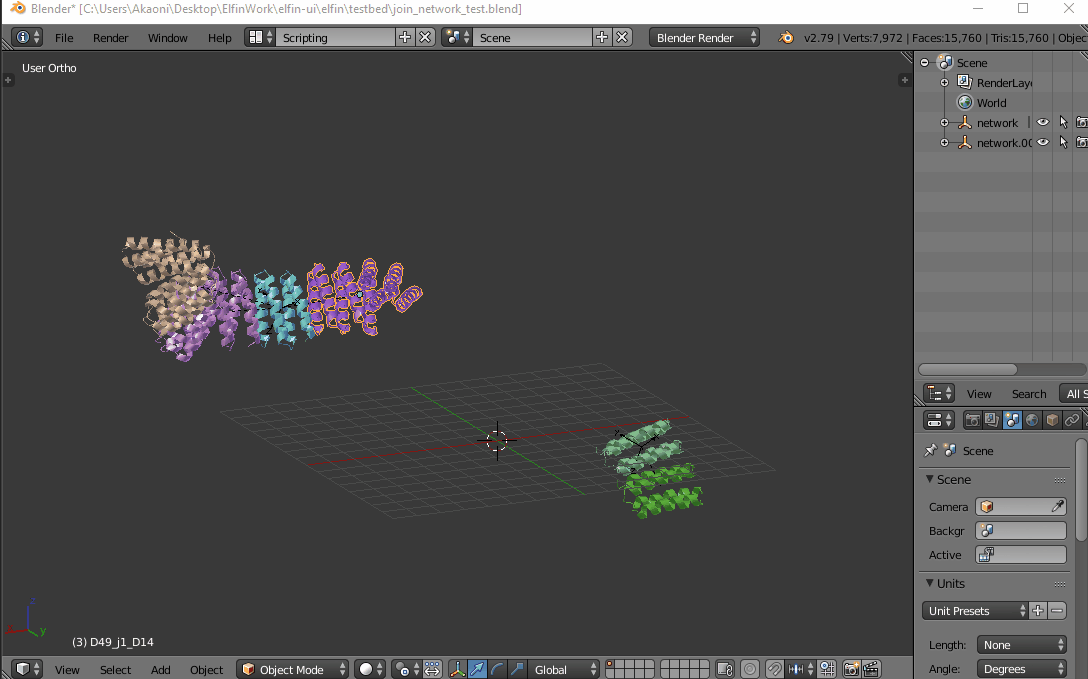 Blender* [C:\Users\Akaoni\Desktop\ElfinWork\elfin-ui\elfin\testbed\join_network_test.blend]
File Render Window Help Scripting Scene Blender Render v2.79 | Verts:7,972 | Faces:15,760 | Tris:15,760 | Objec
User Ortho
Scene
RenderLaye
World
network
network.00
View Search All S
Scene
Scene
Camera
Backgr
Active
Units
Unit Presets
Length: None
Angle: Degrees
z
y
(3) D49_j1_D14
View Select Add Object Object Mode Global